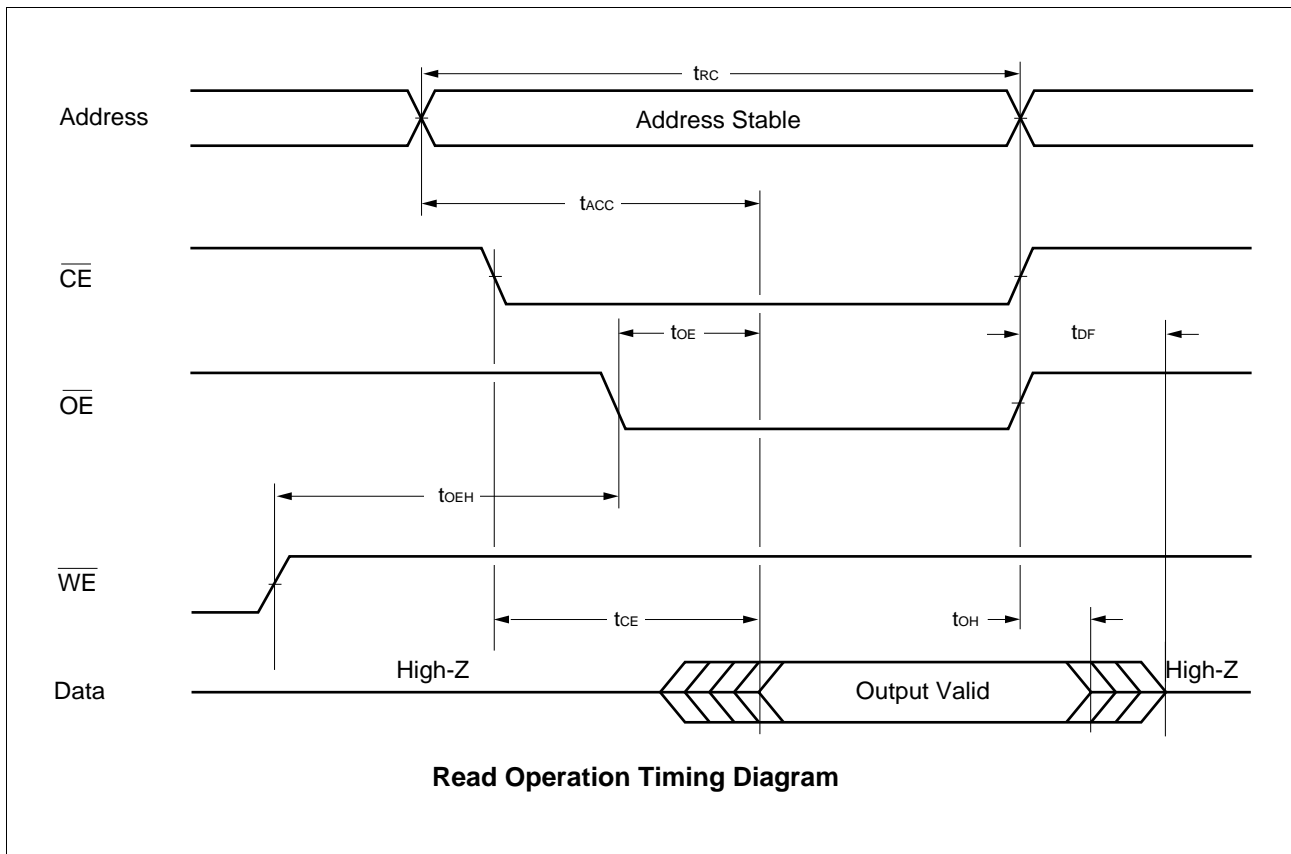 tRC
Address
Address Stable
tACC
CE
tOE
tDF
OE
tOEH
WE
tCE
tOH
High-Z
High-Z
Data
Output Valid
Read Operation Timing Diagram